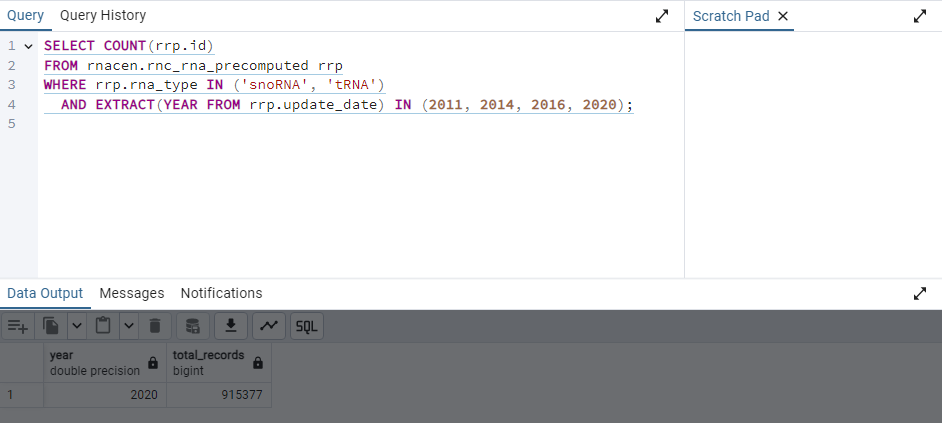 Query Query History
Scratch Pad
1 SELECT COUNT(rrp.id)
2 FROM rnacen.rnc_rna_precomputed rrp
3 WHERE rrp.rna_type IN ('snoRNA', 'tRNA')
4 AND EXTRACT(YEAR FROM rrp.update_date) IN (2011, 2014, 2016, 2020);
5
Data Output Messages Notifications
SQL
year total_records
double precision bigint
1 2020 915377